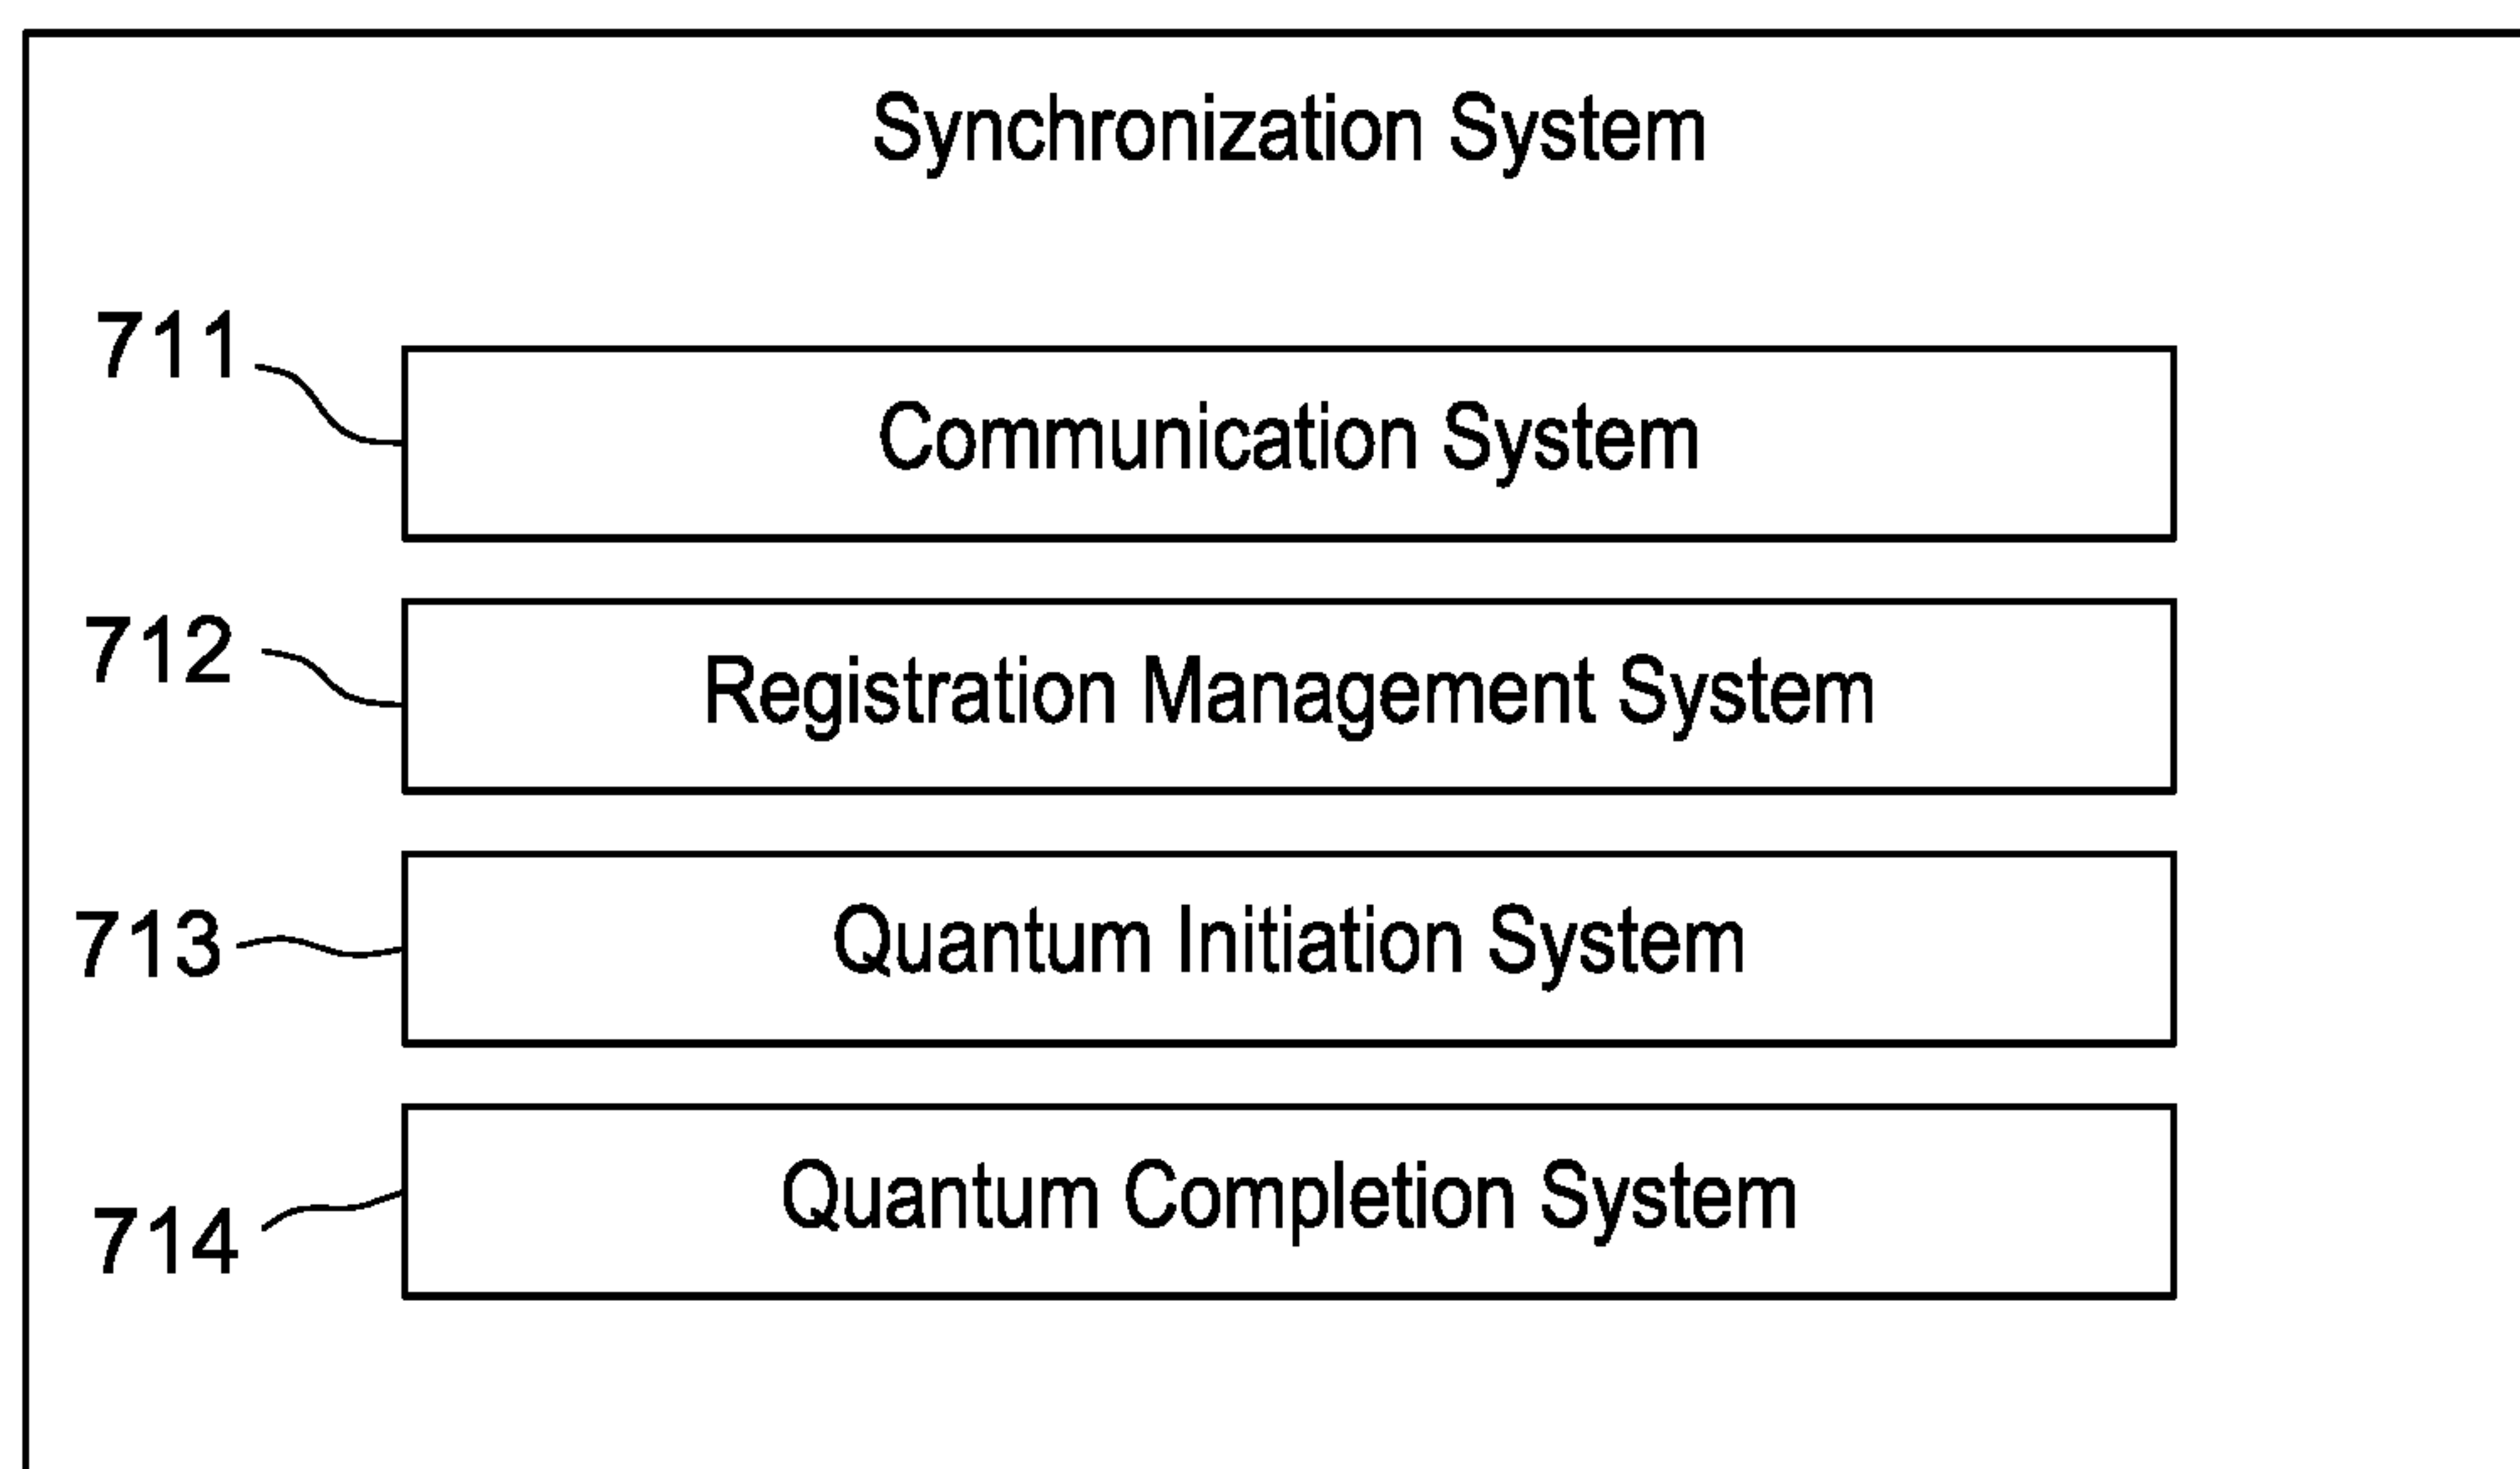 Synchronization System
711
Communication System
712
Registration Management System
713
Quantum Initiation System
714
Quantum Completion System